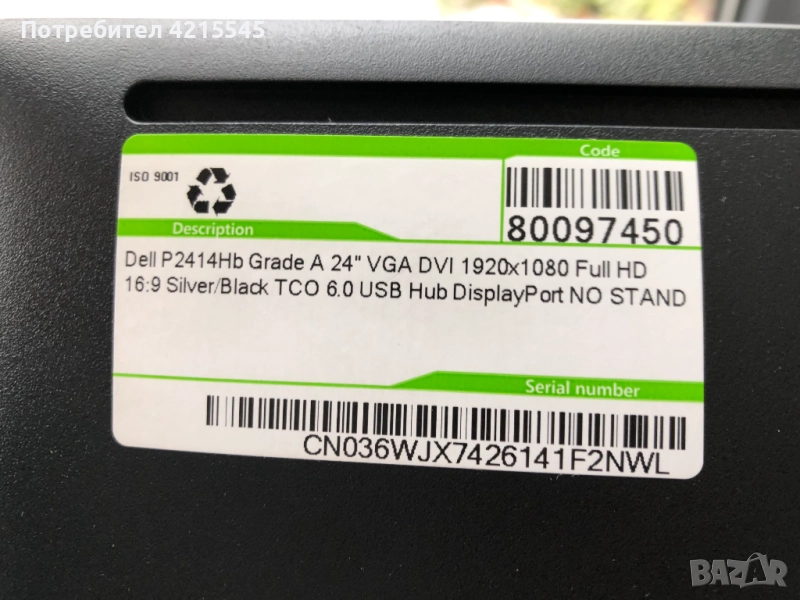 Потребител 4215545
Code
ISO 9001
80097450
Description
Dell P2414Hb Grade A 24" VGA DVI 1920x1080 Full HD
16:9 Silver/Black TCO 6.0 USB Hub DisplayPort NO STAND
Serial number
CN036WJX7426141F2NWL
BAZAR